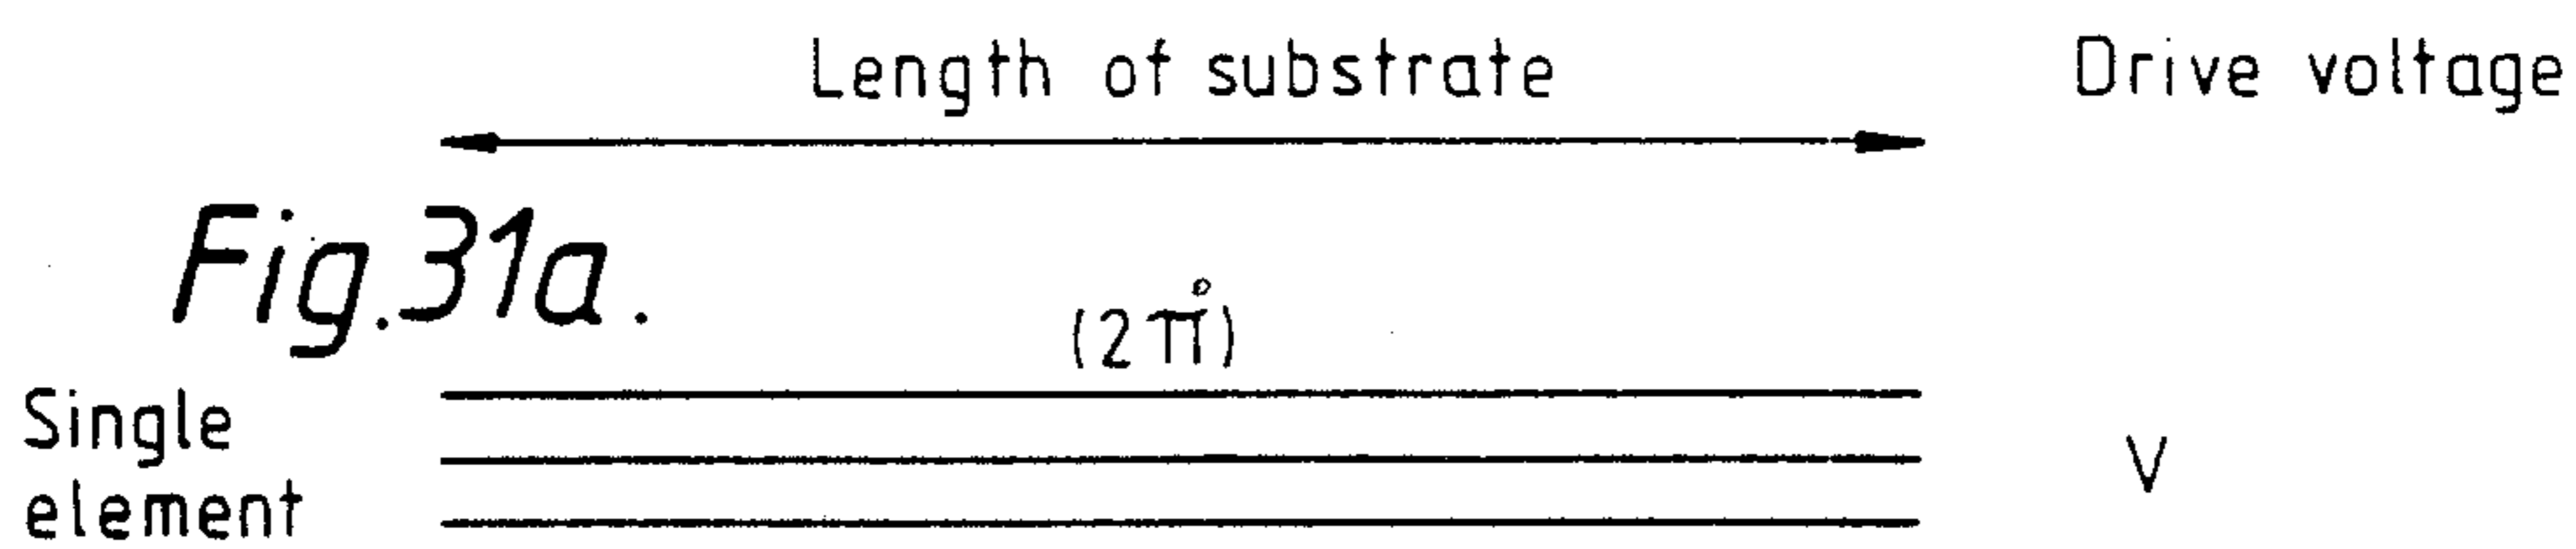 Length of substrate
Drive voltage
Fig.31a.
(2π°)
Single
element
V